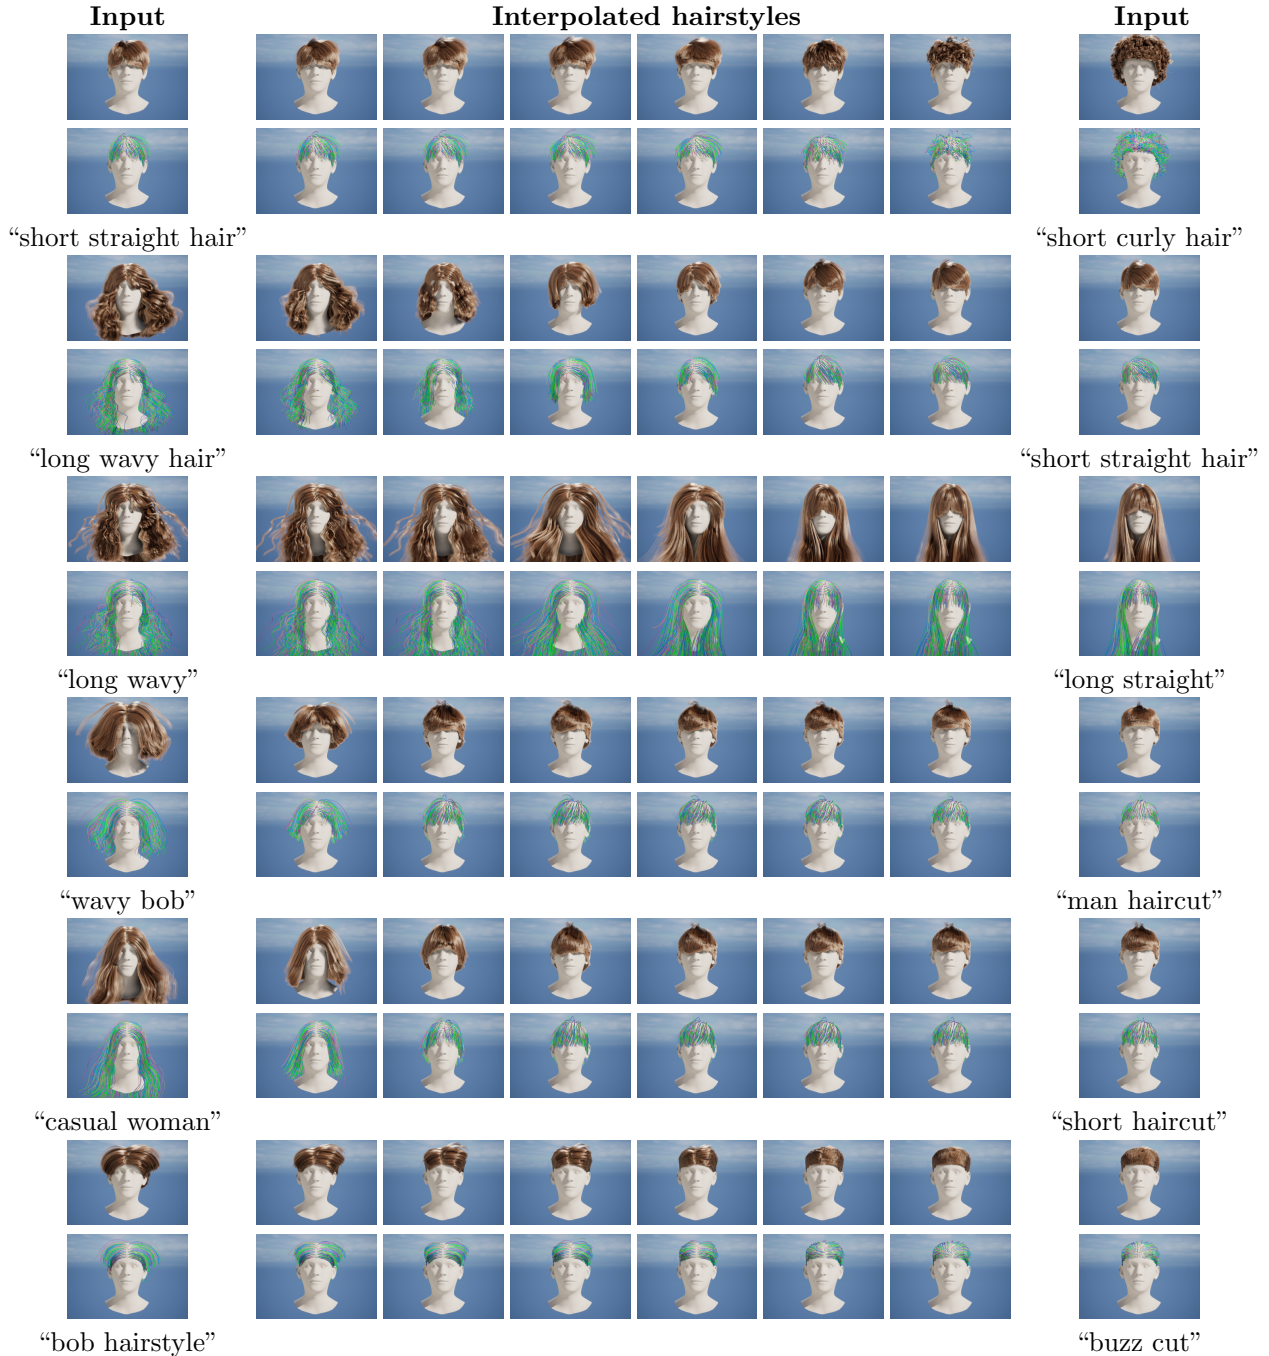 Input Interpolated hairstyles Input
“short straight hair” “short curly hair”
“long wavy hair” “short straight hair”
“long wavy” “long straight”
“wavy bob” “man haircut”
“casual woman” “short haircut”
“bob hairstyle” “buzz cut”